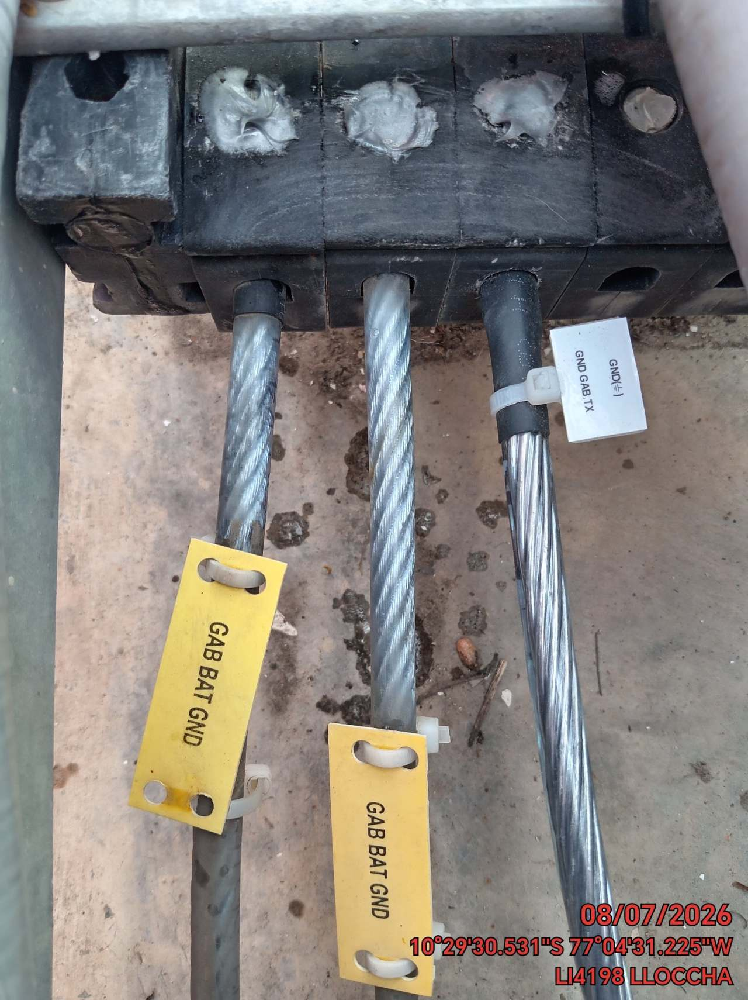 GND(⏚)
GND GAB.TX
GAB BAT GND
GAB BAT GND
08/07/2026
10°29'30.531"S 77°04'31.225"W
LI4198 LLOCCHA